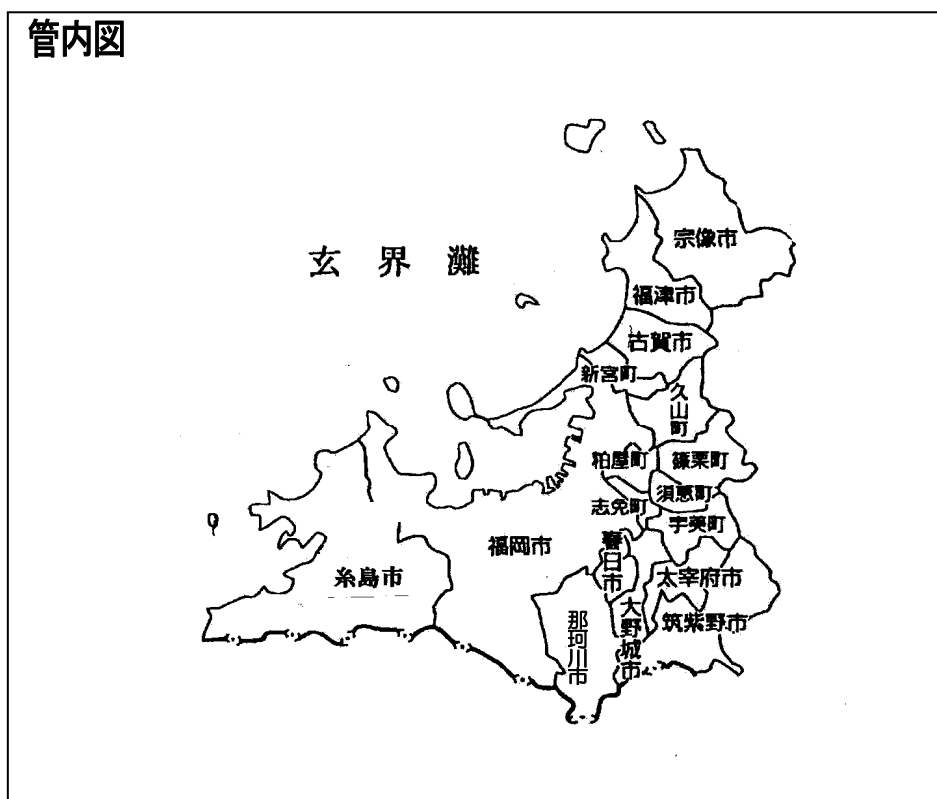 管内図
宗像市
玄界灘
福津市
古賀市
新宮町
久山町
粕屋町
篠栗町
須恵町
志免町
宇美町
福岡市
春日市
糸島市
太宰府市
大野城市
筑紫野市
那珂川市